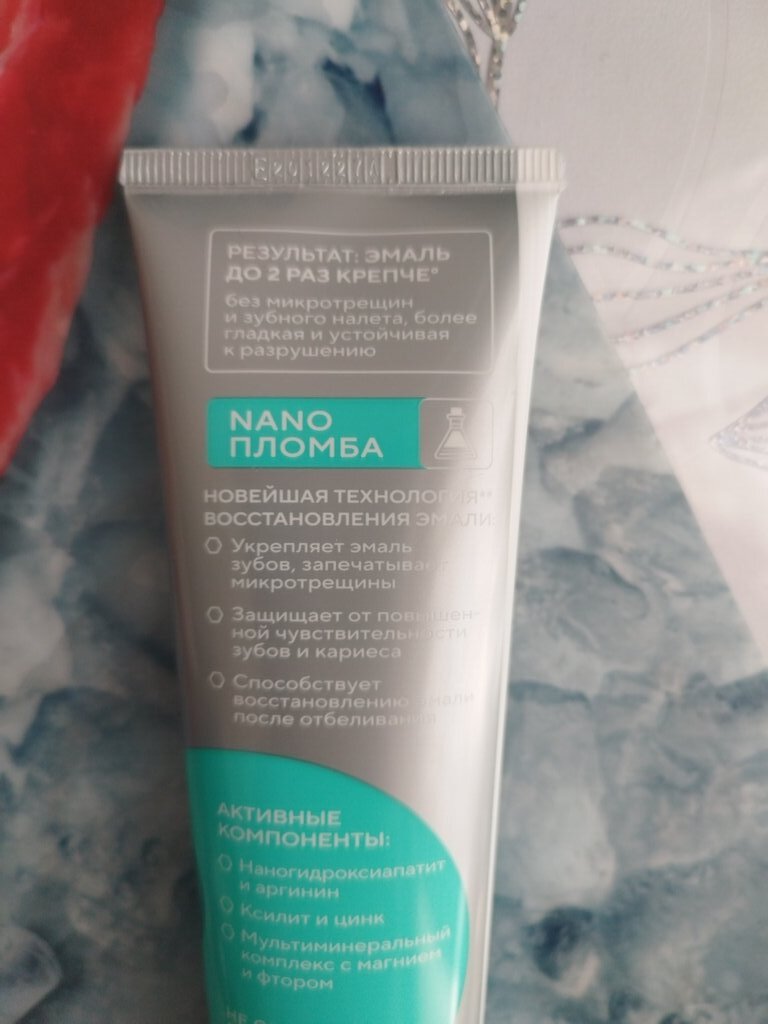 РЕЗУЛЬТАТ: ЭМАЛЬ
ДО 2 РАЗ КРЕПЧЕ*
без микротрещин
и зубного налета, более
гладкая и устойчивая
к разрушению
NANO
ПЛОМБА
НОВЕЙШАЯ ТЕХНОЛОГИЯ**
ВОССТАНОВЛЕНИЯ ЭМАЛИ:
Укрепляет эмаль
зубов, запечатывает
микротрещины
Защищает от повышен-
ной чувствительности
зубов и кариеса
Способствует
восстановлению эмали
после отбеливания
АКТИВНЫЕ
КОМПОНЕНТЫ:
Наногидроксиапатит
и аргинин
Ксилит и цинк
Мультиминеральный
комплекс с магнием
и фтором
НЕ